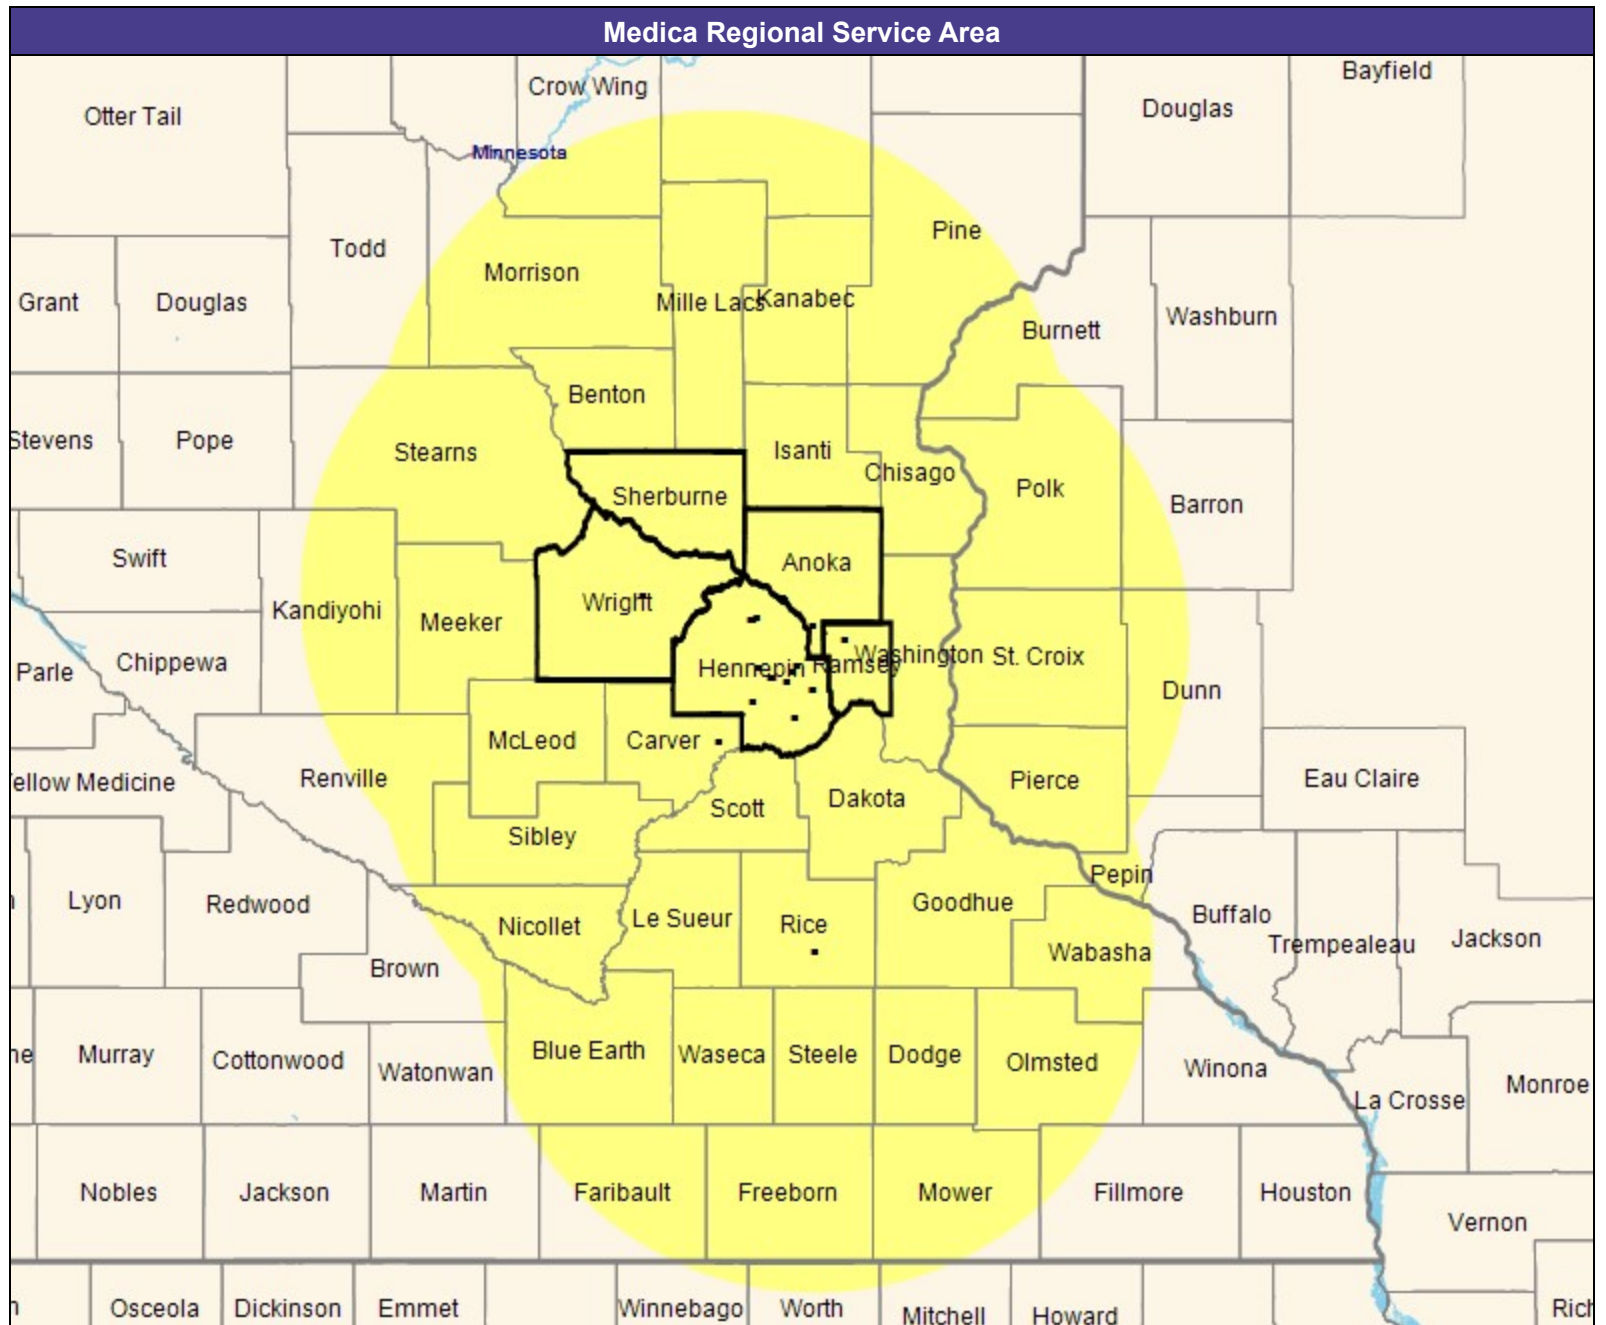 Medica Regional Service Area
Bayfield
Crow Wing
Douglas
Otter Tail
Minnesota
Pine
Todd
Morrison
Grant
Douglas
Mille Lacs
Kanabec
Washburn
Burnett
Benton
Stevens
Pope
Stearns
Isanti
Chisago
Polk
Sherburne
Barron
Swift
Anoka
Wright
Kandiyohi
Meeker
Washington
St. Croix
Chippewa
Parle
Hennepin
Ramsey
Dunn
McLeod
Carver
Renville
Yellow Medicine
Pierce
Eau Claire
Dakota
Scott
Sibley
Pepin
Lyon
Redwood
Goodhue
Buffalo
Le Sueur
Rice
Nicollet
Trempealeau
Jackson
Wabasha
Brown
Blue Earth
Waseca
Steele
Dodge
Murray
Cottonwood
Olmsted
Winona
Watonwan
ne
Monroe
La Crosse
Nobles
Jackson
Martin
Faribault
Freeborn
Mower
Fillmore
Houston
Vernon
Osceola
Dickinson
Emmet
Winnebago
Worth
Mitchell
Howard
Rich